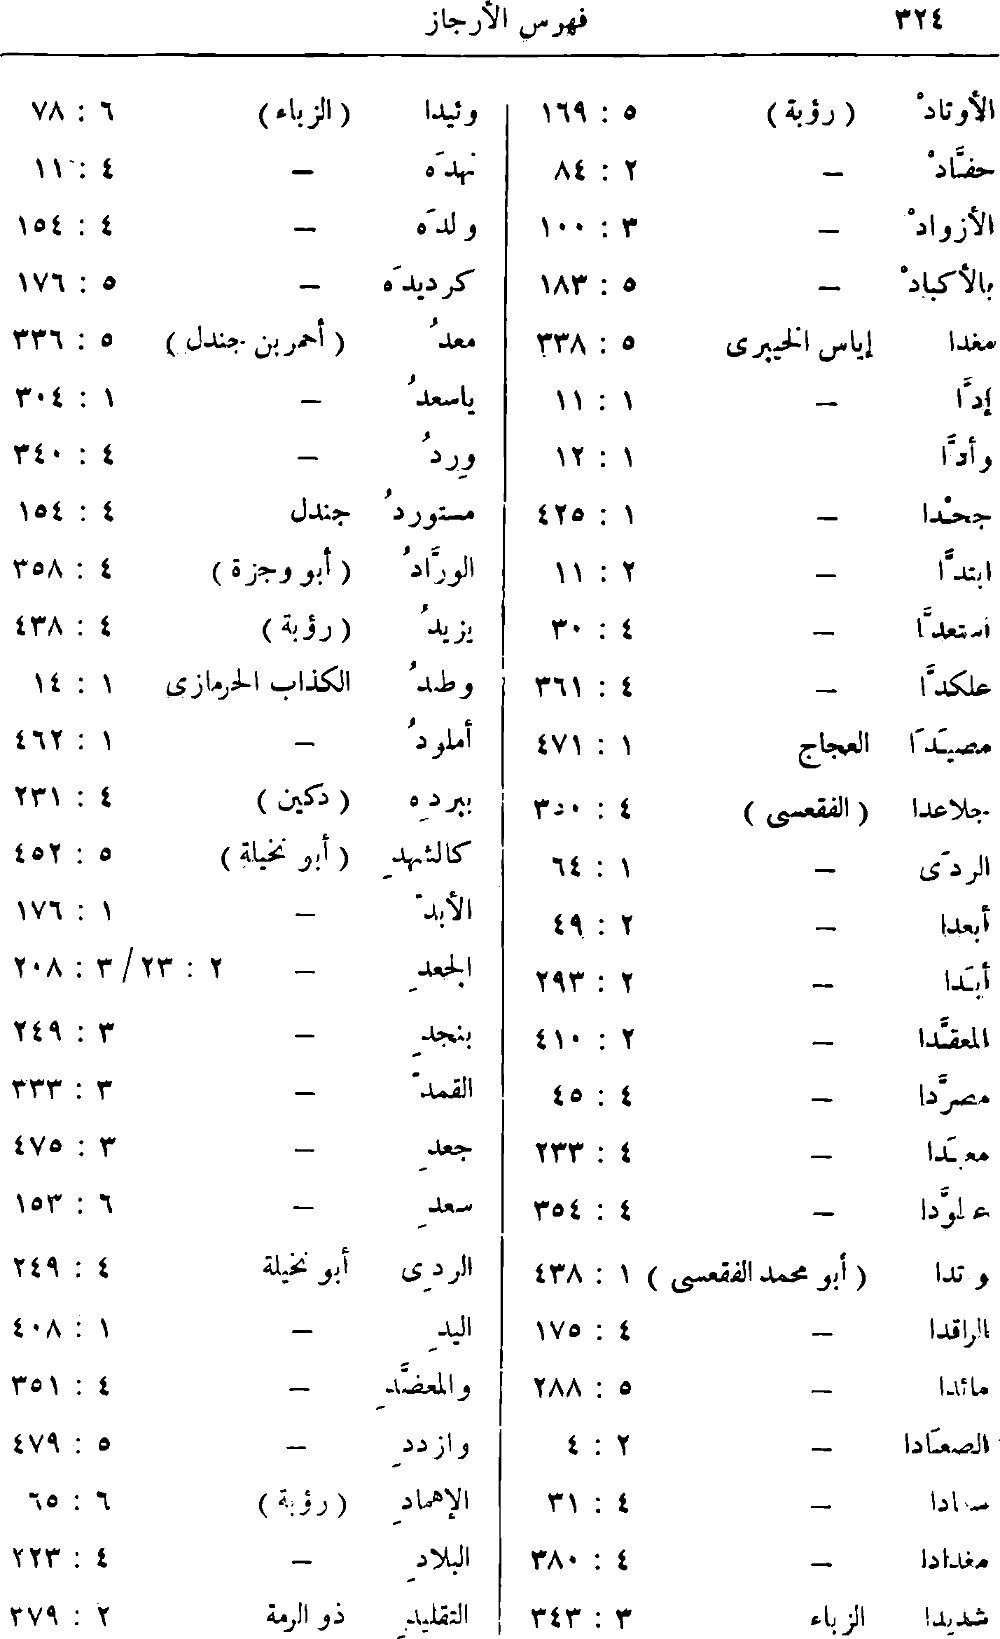 ٣٢٤ فهرس الأرجاز
الأوتادْ (رؤبة) ٥ : ١٦٩
حفَّادْ – ٢ : ٨٤
الأزوادْ – ٣ : ١٠٠
بالأكبادْ – ٥ : ١٨٣
مغدا إياس الخيبرى ٥ : ٣٣٨
إدَّا – ١ : ١١
وأدَّا ١ : ١٢
جحْدا – ١ : ٤٢٥
ابتدَّا – ٢ : ١١
استعدَّا – ٤ : ٣٠
علكدَّا – ٤ : ٣٦١
مصيَدَا العجاج ١ : ٤٧١
جلاعدا (الفقعسى) ٤ : ٣٥٥
الردَى – ١ : ٦٤
أبعدا – ٢ : ٤٩
أبَدا – ٢ : ٢٩٣
المعقَّدا – ٢ : ٤١٠
مصرَّدا – ٤ : ٤٥
معبَدا – ٤ : ٢٣٣
علوَّدا – ٤ : ٣٥٤
وتدا (أبو محمد الفقعسى) ١ : ٤٣٨
الراقدا – ٤ : ١٧٥
مائدا – ٥ : ٢٨٨
الصعَادا – ٢ : ٤
– ٤ : ٣١
مغدادا – ٤ : ٣٨٠
شديدا الزباء ٣ : ٣٤٣
وئيدا (الزباء) ٦ : ٧٨
نهدَه – ٤ : ١١
ولدَه – ٤ : ١٥٤
كرديدَه – ٥ : ١٧٦
معدُ (أحمر بن جندل) ٥ : ٣٣٦
ياسعدُ – ١ : ٣٠٤
وِردُ – ٤ : ٣٤٠
مستوردُ جندل ٤ : ١٥٤
الورَّادُ (أبو وجزة) ٤ : ٣٥٨
يزيدُ (رؤبة) ٤ : ٤٣٨
وطدُ الكذاب الحرمازى ١ : ١٤
أملودُ – ١ : ٤٦٢
ببردِه (دكين) ٤ : ٢٣١
كالشهدِ (أبو نخيلة) ٥ : ٤٥٢
الأبدّ – ١ : ١٧٦
الجعدِ – ٢ : ٢٣ / ٣ : ٢٠٨
بنجدِ – ٣ : ٢٤٩
القمدّ – ٣ : ٣٣٣
جعدِ – ٣ : ٤٧٥
سعدِ – ٦ : ١٥٣
الردِى أبو نخيلة ٤ : ٢٤٩
اليدِ – ١ : ٤٠٨
والمعضَّدِ – ٤ : ٣٥١
وازددِ – ٥ : ٤٧٩
الإهمادِ (رؤبة) ٦ : ٦٥
البلادِ – ٤ : ٢٢٣
التقليدِ ذو الرمة ٢ : ٣٧٩